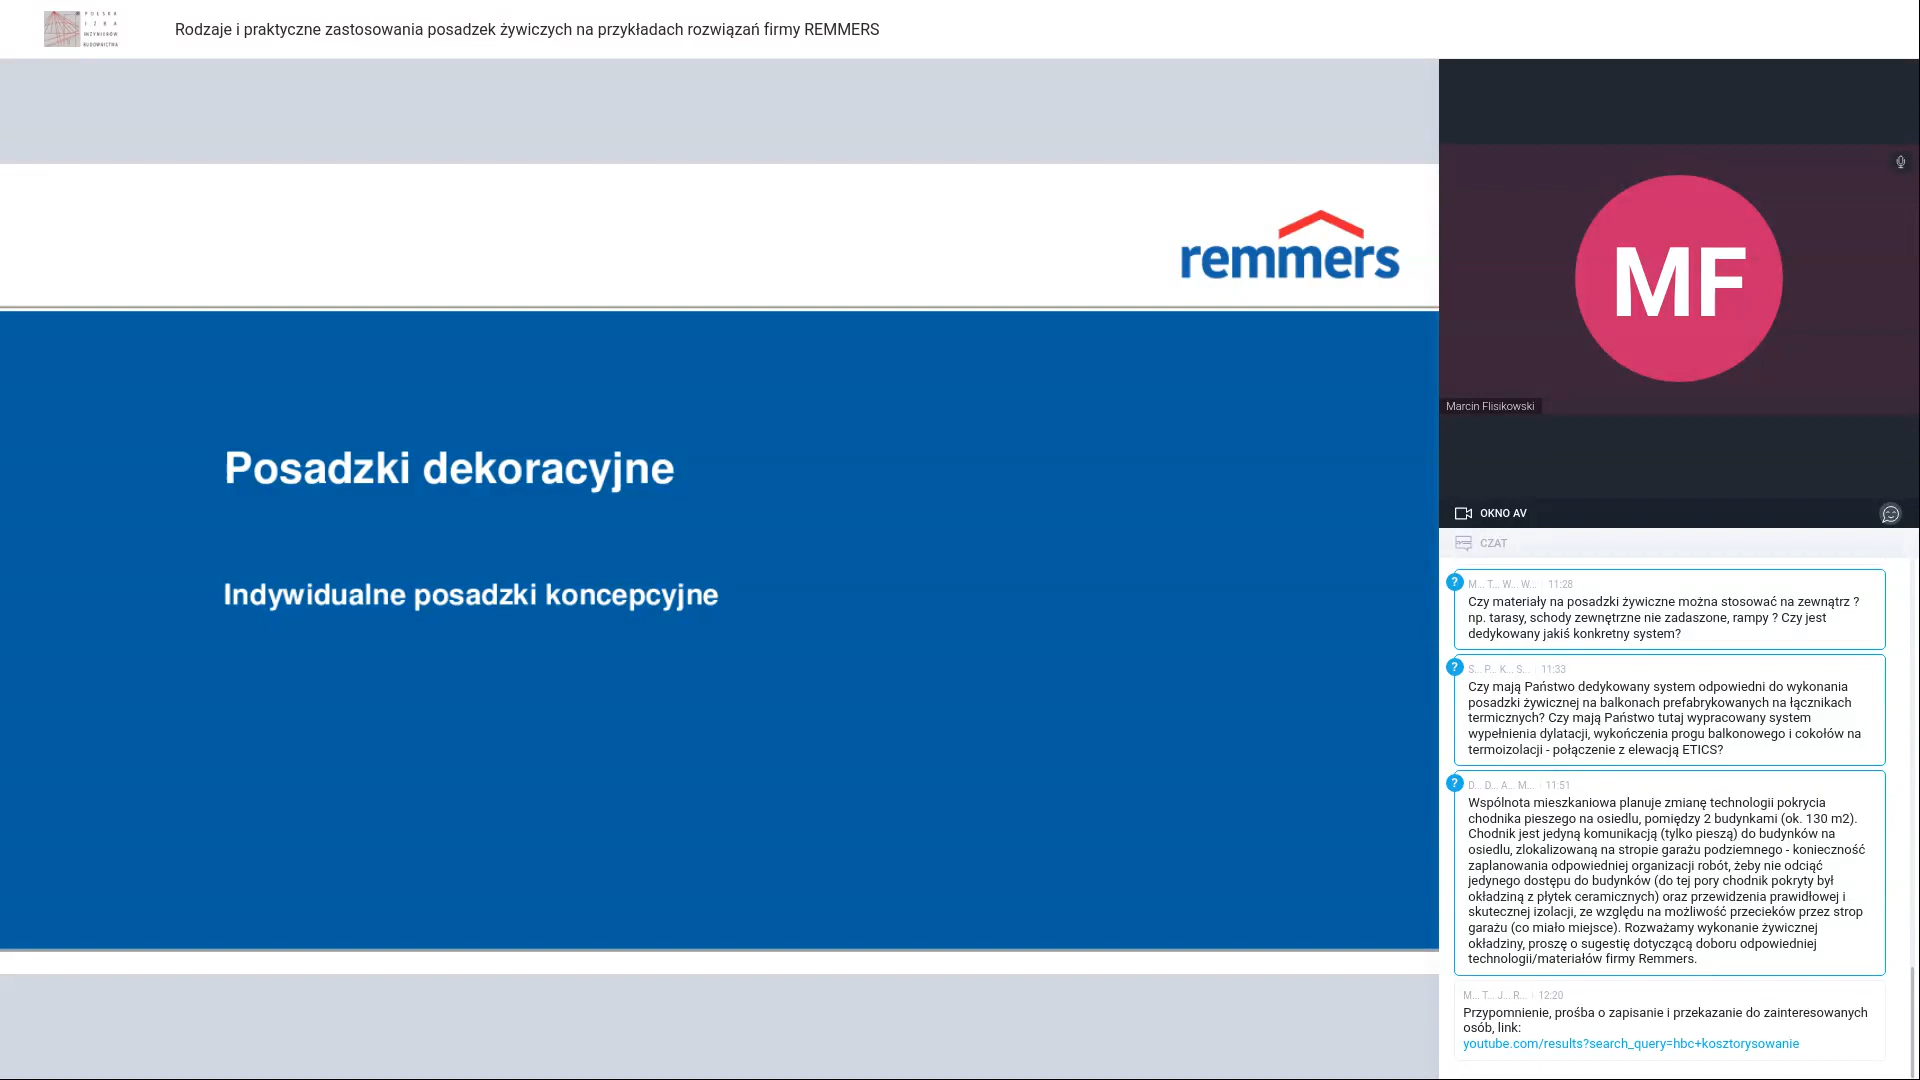 POLSKA
IZBA
INŻYNIERÓW
BUDOWNICTWA
Rodzaje i praktyczne zastosowania posadzek żywicznych na przykładach rozwiązań firmy REMMERS
remmers
Posadzki dekoracyjne
Indywidualne posadzki koncepcyjne
MF
Marcin Flisikowski
OKNO AV
CZAT
? M... T... W... W... 11:28
Czy materiały na posadzki żywiczne można stosować na zewnątrz ?
np. tarasy, schody zewnętrzne nie zadaszone, rampy ? Czy jest
dedykowany jakiś konkretny system?
? S... P... K... S... 11:33
Czy mają Państwo dedykowany system odpowiedni do wykonania
posadzki żywicznej na balkonach prefabrykowanych na łącznikach
termicznych? Czy mają Państwo tutaj wypracowany system
wypełnienia dylatacji, wykończenia progu balkonowego i cokołów na
termoizolacji - połączenie z elewacją ETICS?
? D... D... A... M... 11:51
Wspólnota mieszkaniowa planuje zmianę technologii pokrycia
chodnika pieszego na osiedlu, pomiędzy 2 budynkami (ok. 130 m2).
Chodnik jest jedyną komunikacją (tylko pieszą) do budynków na
osiedlu, zlokalizowaną na stropie garażu podziemnego - konieczność
zaplanowania odpowiedniej organizacji robót, żeby nie odciąć
jedynego dostępu do budynków (do tej pory chodnik pokryty był
okładziną z płytek ceramicznych) oraz przewidzenia prawidłowej i
skutecznej izolacji, ze względu na możliwość przecieków przez strop
garażu (co miało miejsce). Rozważamy wykonanie żywicznej
okładziny, proszę o sugestię dotyczącą doboru odpowiedniej
technologii/materiałów firmy Remmers.
M... T... J... R... 12:20
Przypomnienie, prośba o zapisanie i przekazanie do zainteresowanych
osób, link:
youtube.com/results?search_query=hbc+kosztorysowanie